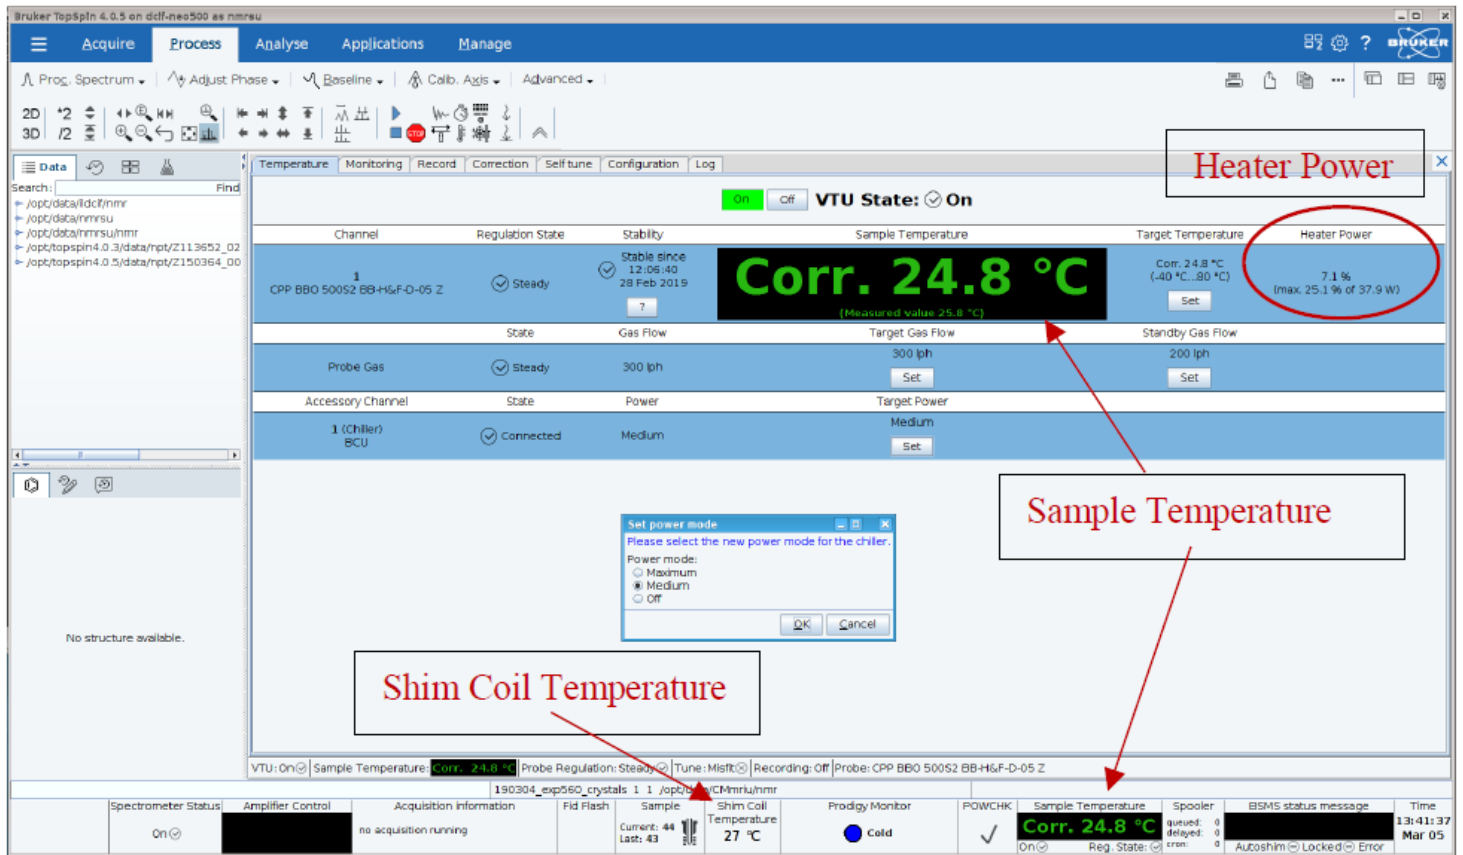 Bruker TopSpin 4.0.5 on dclf-neo500 as nmrsu
Acquire Process Analyse Applications Manage
? BRUKER
Proc. Spectrum Adjust Phase Baseline Calib. Axis Advanced
2D *2
3D /2 STOP
Data
Search: Find
/opt/data/ildclf/nmr
/opt/data/nmrsu
/opt/data/nmrsu/nmr
/opt/topspin4.0.3/data/npt/Z113652_02
/opt/topspin4.0.5/data/npt/Z150364_00
No structure available.
Temperature Monitoring Record Correction Self tune Configuration Log
Heater Power
On Off VTU State: On
Channel Regulation State Stability Sample Temperature Target Temperature Heater Power
1
CPP BBO 500S2 BB-H&F-D-05 Z
Steady
Stable since
12:06:40
28 Feb 2019
?
Corr. 24.8 °C
(Measured value 25.8 °C)
Corr. 24.8 °C
(-40 °C...80 °C)
Set
7.1 %
(max. 25.1 % of 37.9 W)
State Gas Flow Target Gas Flow Standby Gas Flow
Probe Gas Steady 300 lph
300 lph
Set
200 lph
Set
Accessory Channel State Power Target Power
1 (Chiller)
BCU
Connected Medium
Medium
Set
Sample Temperature
Set power mode
Please select the new power mode for the chiller.
Power mode:
Maximum
Medium
Off
OK Cancel
Shim Coil Temperature
VTU: On Sample Temperature: Corr. 24.8 °C Probe Regulation: Steady Tune: Misfit Recording: Off Probe: CPP BBO 500S2 BB-H&F-D-05 Z
190304_exp560_crystals 1 1 /opt/data/CMmriu/nmr
Spectrometer Status
On
Amplifier Control
Acquisition information
no acquisition running
Fid Flash
Sample
Current: 44
Last: 43
Shim Coil
Temperature
27 °C
Prodigy Monitor
Cold
POWCHK
Sample Temperature
Corr. 24.8 °C
On Reg. State:
Spooler
queued: 0
delayed: 0
cron: 0
BSMS status message
Autoshim Locked Error
Time
13:41:37
Mar 05